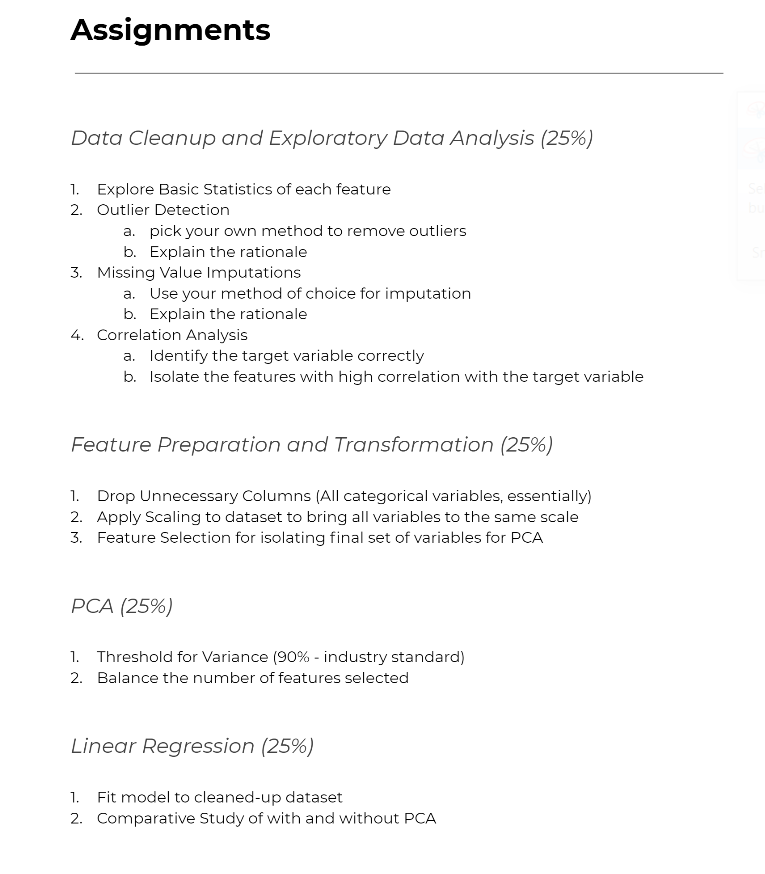 Assignments
Data Cleanup and Exploratory Data Analysis (25%)
1. Explore Basic Statistics of each feature
2. Outlier Detection
a. pick your own method to remove outliers
b. Explain the rationale
3. Missing Value Imputations
a. Use your method of choice for imputation
b. Explain the rationale
4. Correlation Analysis
a. Identify the target variable correctly
b. Isolate the features with high correlation with the target variable
Feature Preparation and Transformation (25%)
1. Drop Unnecessary Columns (All categorical variables, essentially)
2. Apply Scaling to dataset to bring all variables to the same scale
3. Feature Selection for isolating final set of variables for PCA
PCA (25%)
1. Threshold for Variance (90% - industry standard)
2. Balance the number of features selected
Linear Regression (25%)
1. Fit model to cleaned-up dataset
2. Comparative Study of with and without PCA